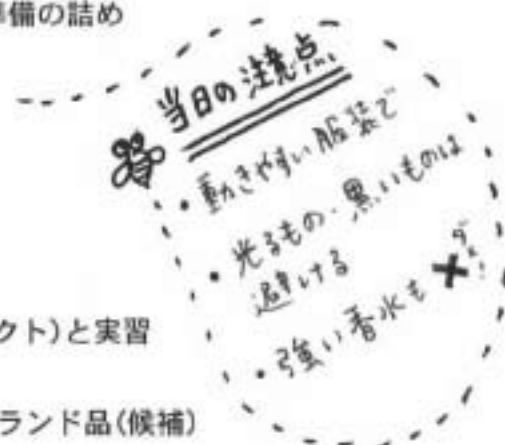 備の詰め
当日の注意点
・動きやすい服装で
・光るもの・黒いものは
避ける
・強い香水も✖ダメ!
クト)と実習
ランド品(候補)